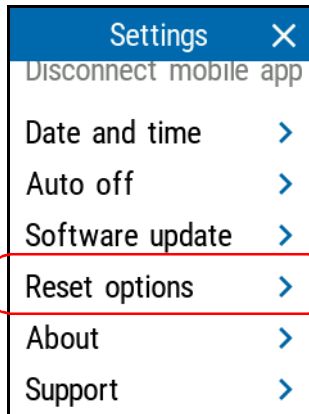 Settings
Disconnect mobile app
Date and time
Auto off
Software update
Reset options
About
Support